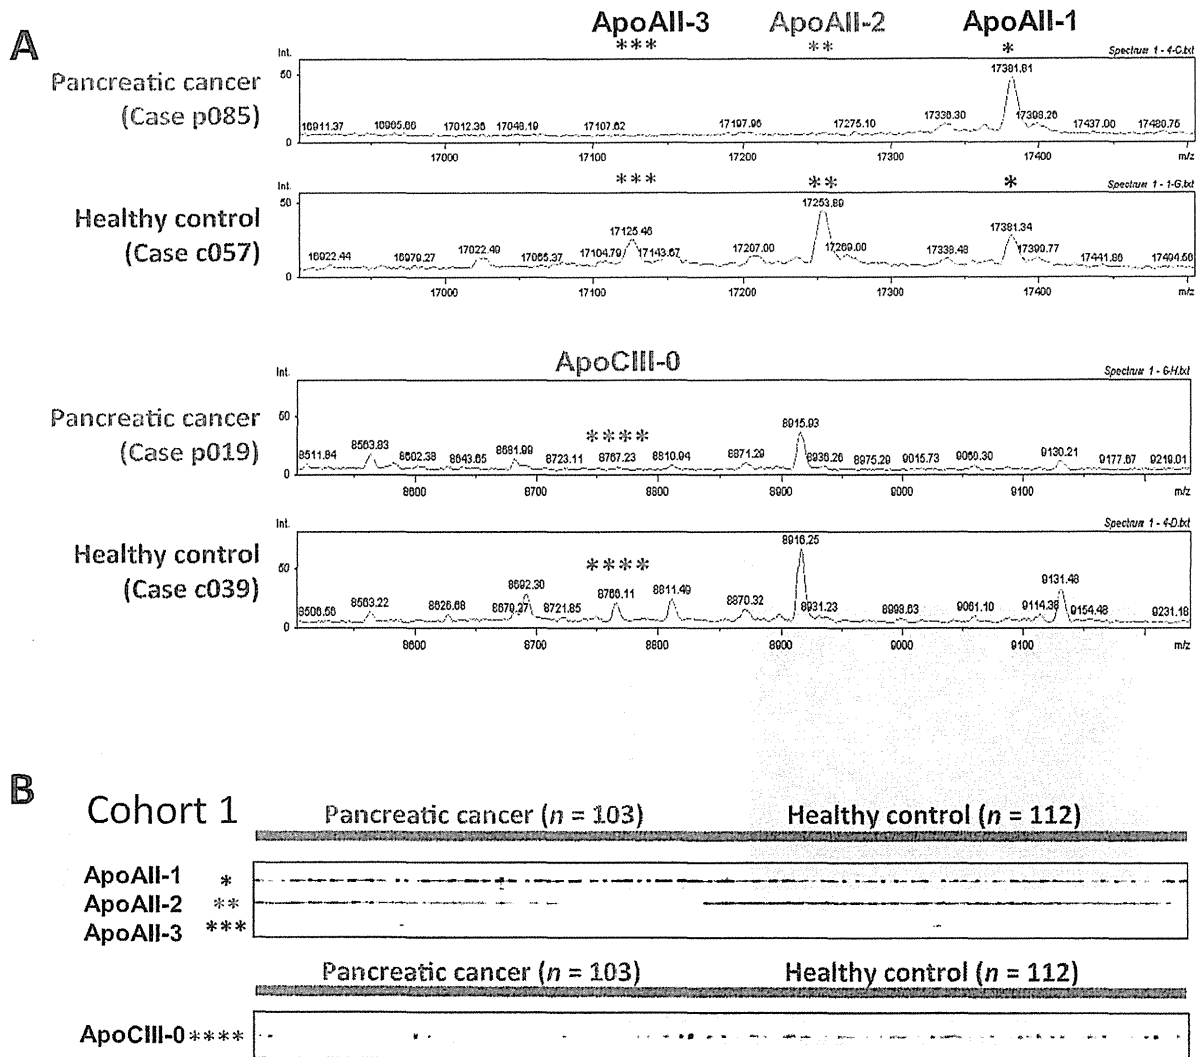 A
ApoAII-3 ApoAII-2 ApoAII-1
*** ** *
Int. Spectrum 1 - 4-C.txt
Pancreatic cancer
(Case p085)
50
17381.81
16911.37 17012.36 17048.19 17107.62 17197.96 17275.10 17336.30 17398.26 17437.00 17480.76
0
17000 17100 17200 17300 17400 m/z
*** ** *
Int. Spectrum 1 - 1-G.txt
Healthy control
(Case c057)
50
17253.89
17125.46 17381.34
16922.44 16979.27 17022.49 17065.37 17104.79 17143.67 17207.00 17269.00 17338.48 17399.77 17441.86
0
17000 17100 17200 17300 17400 m/z
ApoCIII-0
Int. Spectrum 1 - 6-H.txt
Pancreatic cancer
(Case p019)
50
****
8915.93
8511.84 8563.83 8602.38 8643.65 8681.99 8723.11 8767.23 8810.94 8871.29 8936.26 8975.29 9015.73 9060.30 9130.21 9177.67 9219.01
0
8600 8700 8800 8900 9000 9100 m/z
Int. Spectrum 1 - 4-D.txt
Healthy control
(Case c039)
50
****
8916.25
8563.22 8626.68 8679.27 8692.30 8721.85 8766.11 8811.49 8870.32 8931.23 8998.63 9061.10 9114.38 9131.48 9154.48 9231.18
0
8600 8700 8800 8900 9000 9100 m/z
B
Cohort 1
Pancreatic cancer (n = 103) Healthy control (n = 112)
ApoAII-1 *
ApoAII-2 **
ApoAII-3 ***
Pancreatic cancer (n = 103) Healthy control (n = 112)
ApoCIII-0 ****